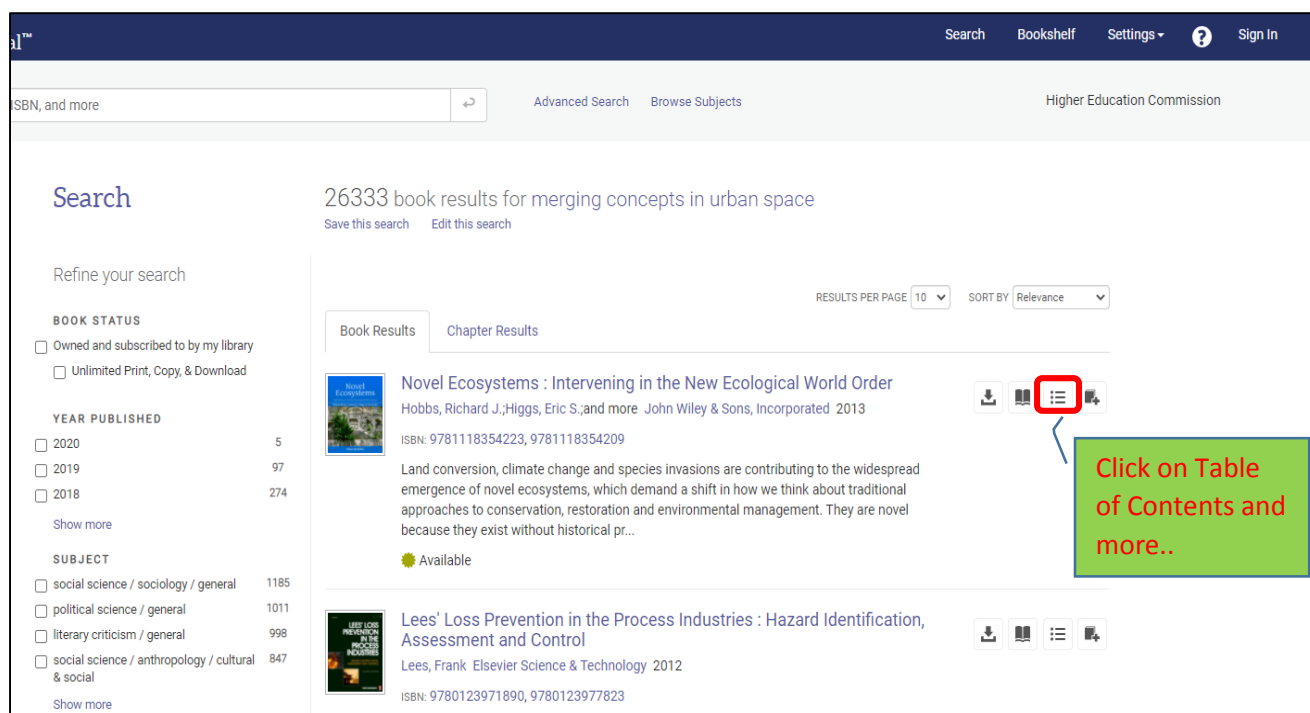 al™
Search Bookshelf Settings ? Sign In
ISBN, and more
Advanced Search Browse Subjects
Higher Education Commission
Search
26333 book results for merging concepts in urban space
Save this search Edit this search
Refine your search
RESULTS PER PAGE 10 SORT BY Relevance
BOOK STATUS
Owned and subscribed to by my library
Unlimited Print, Copy, & Download
YEAR PUBLISHED
2020 5
2019 97
2018 274
Show more
SUBJECT
social science / sociology / general 1185
political science / general 1011
literary criticism / general 998
social science / anthropology / cultural 847
& social
Show more
Book Results Chapter Results
Novel
Ecosystems
Novel Ecosystems : Intervening in the New Ecological World Order
Hobbs, Richard J.;Higgs, Eric S.;and more John Wiley & Sons, Incorporated 2013
ISBN: 9781118354223, 9781118354209
Land conversion, climate change and species invasions are contributing to the widespread
emergence of novel ecosystems, which demand a shift in how we think about traditional
approaches to conservation, restoration and environmental management. They are novel
because they exist without historical pr...
Available
Click on Table
of Contents and
more..
LEES' LOSS
PREVENTION
IN THE
PROCESS
INDUSTRIES
Lees' Loss Prevention in the Process Industries : Hazard Identification,
Assessment and Control
Lees, Frank Elsevier Science & Technology 2012
ISBN: 9780123971890, 9780123977823